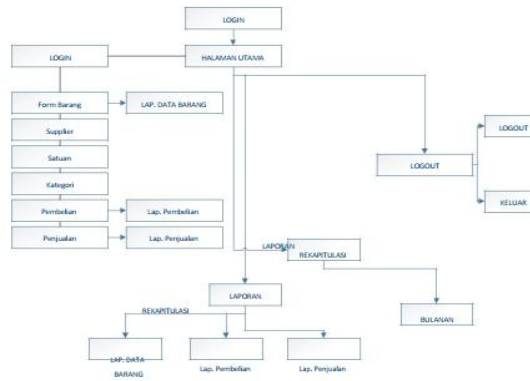 LOGIN
LOGIN
HALAMAN UTAMA
Form Barang
LAP. DATA BARANG
Supplier
Satuan
Kategori
Pembelian
Lap. Pembelian
Penjualan
Lap. Penjualan
LOGOUT
LOGOUT
KELUAR
LAPORAN
REKAPITULASI
LAPORAN
BULANAN
REKAPITULASI
LAP. DATA
BARANG
Lap. Pembelian
Lap. Penjualan